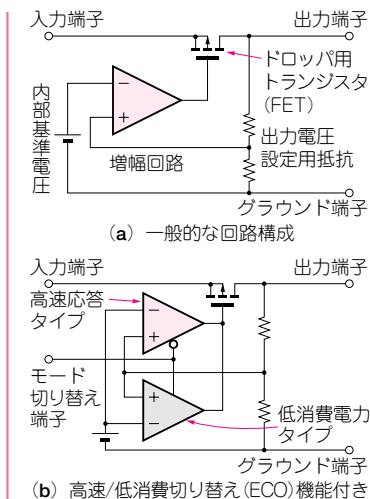 入力端子
出力端子
ドロッパ用
トランジスタ
(FET)
内部基準電圧
−
+
増幅回路
出力電圧
設定用抵抗
グラウンド端子
(a) 一般的な回路構成
入力端子
出力端子
高速応答
タイプ
−
+
モード
切り替え
端子
+
−
低消費電力
タイプ
グラウンド端子
(b) 高速/低消費切り替え(ECO)機能付き